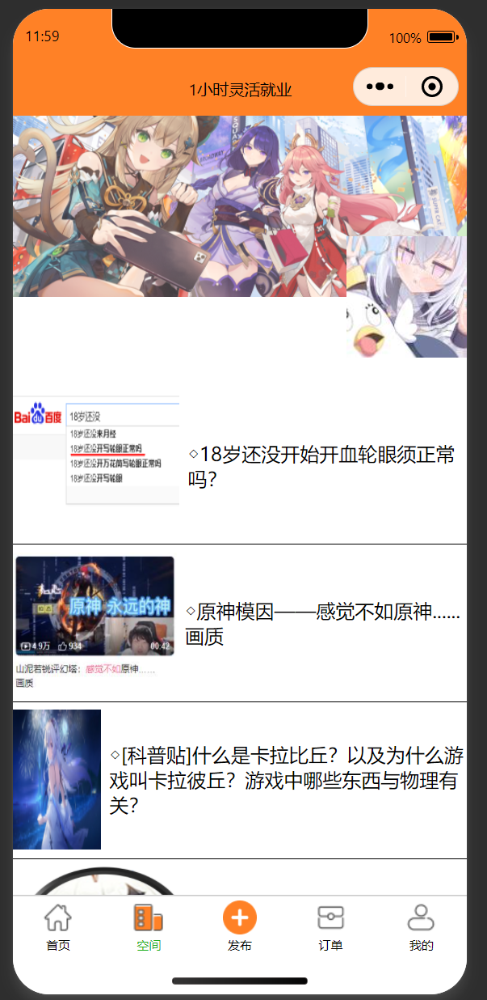 11:59
100%
1小时灵活就业
SQUA
BROADWAY
SUPER CAT
Bai du 百度
18岁还没
18岁还没来月经
18岁还没开写轮眼正常吗
18岁还没开万花筒写轮眼正常吗
18岁还没开写轮眼
◇18岁还没开始开血轮眼须正常
吗?
原神 永远的神
4.9万 934 00:42
山泥若锐评幻塔：感觉不如原神……
画质
◇原神模因——感觉不如原神……
画质
◇[科普贴]什么是卡拉比丘？以及为什么游
戏叫卡拉彼丘？游戏中哪些东西与物理有
关？
首页 空间 发布 订单 我的